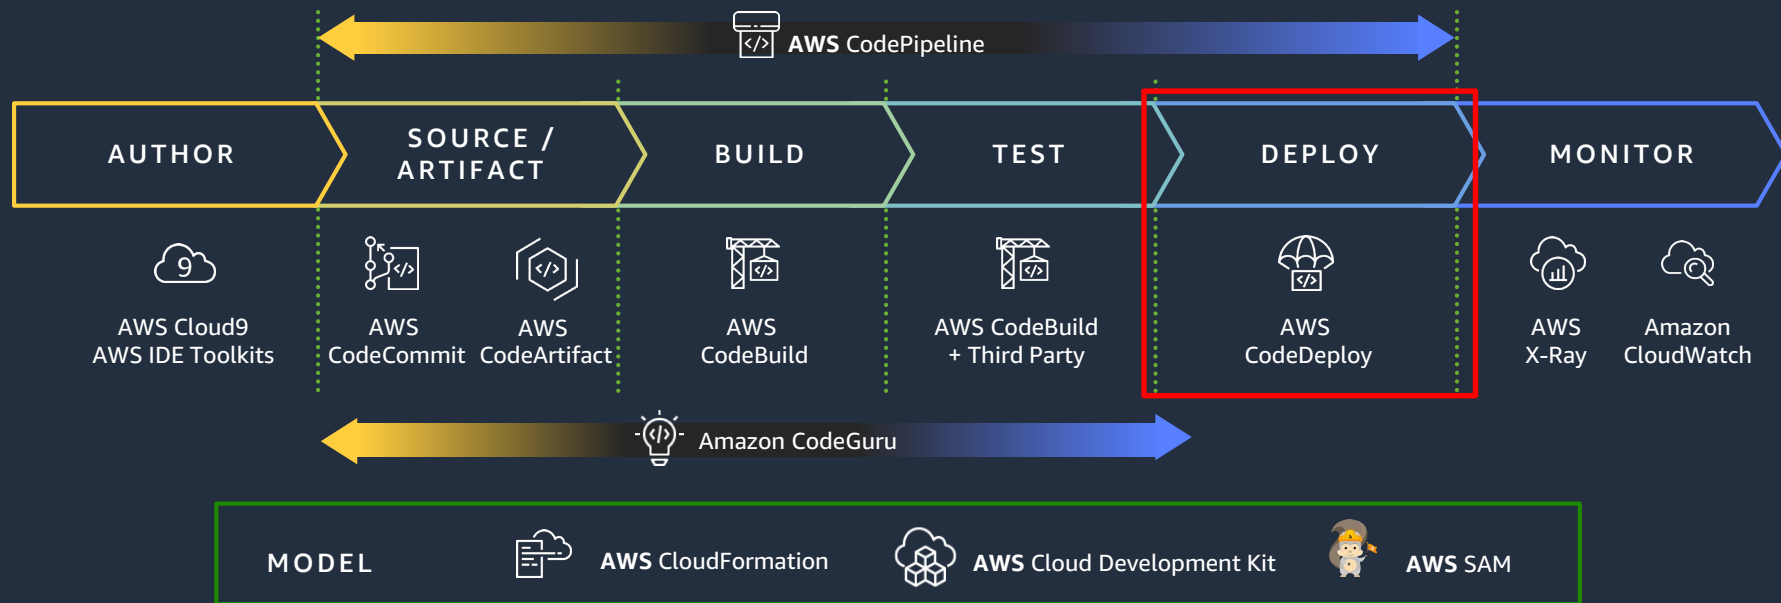 </> AWS CodePipeline
AUTHOR
SOURCE /
ARTIFACT
BUILD
TEST
DEPLOY
MONITOR
9
AWS Cloud9
AWS IDE Toolkits
</>
AWS
CodeCommit
</>
AWS
CodeArtifact
</>
AWS
CodeBuild
</>
AWS CodeBuild
+ Third Party
</>
AWS
CodeDeploy
AWS
X-Ray
Amazon
CloudWatch
</> Amazon CodeGuru
MODEL
AWS CloudFormation
AWS Cloud Development Kit
AWS SAM